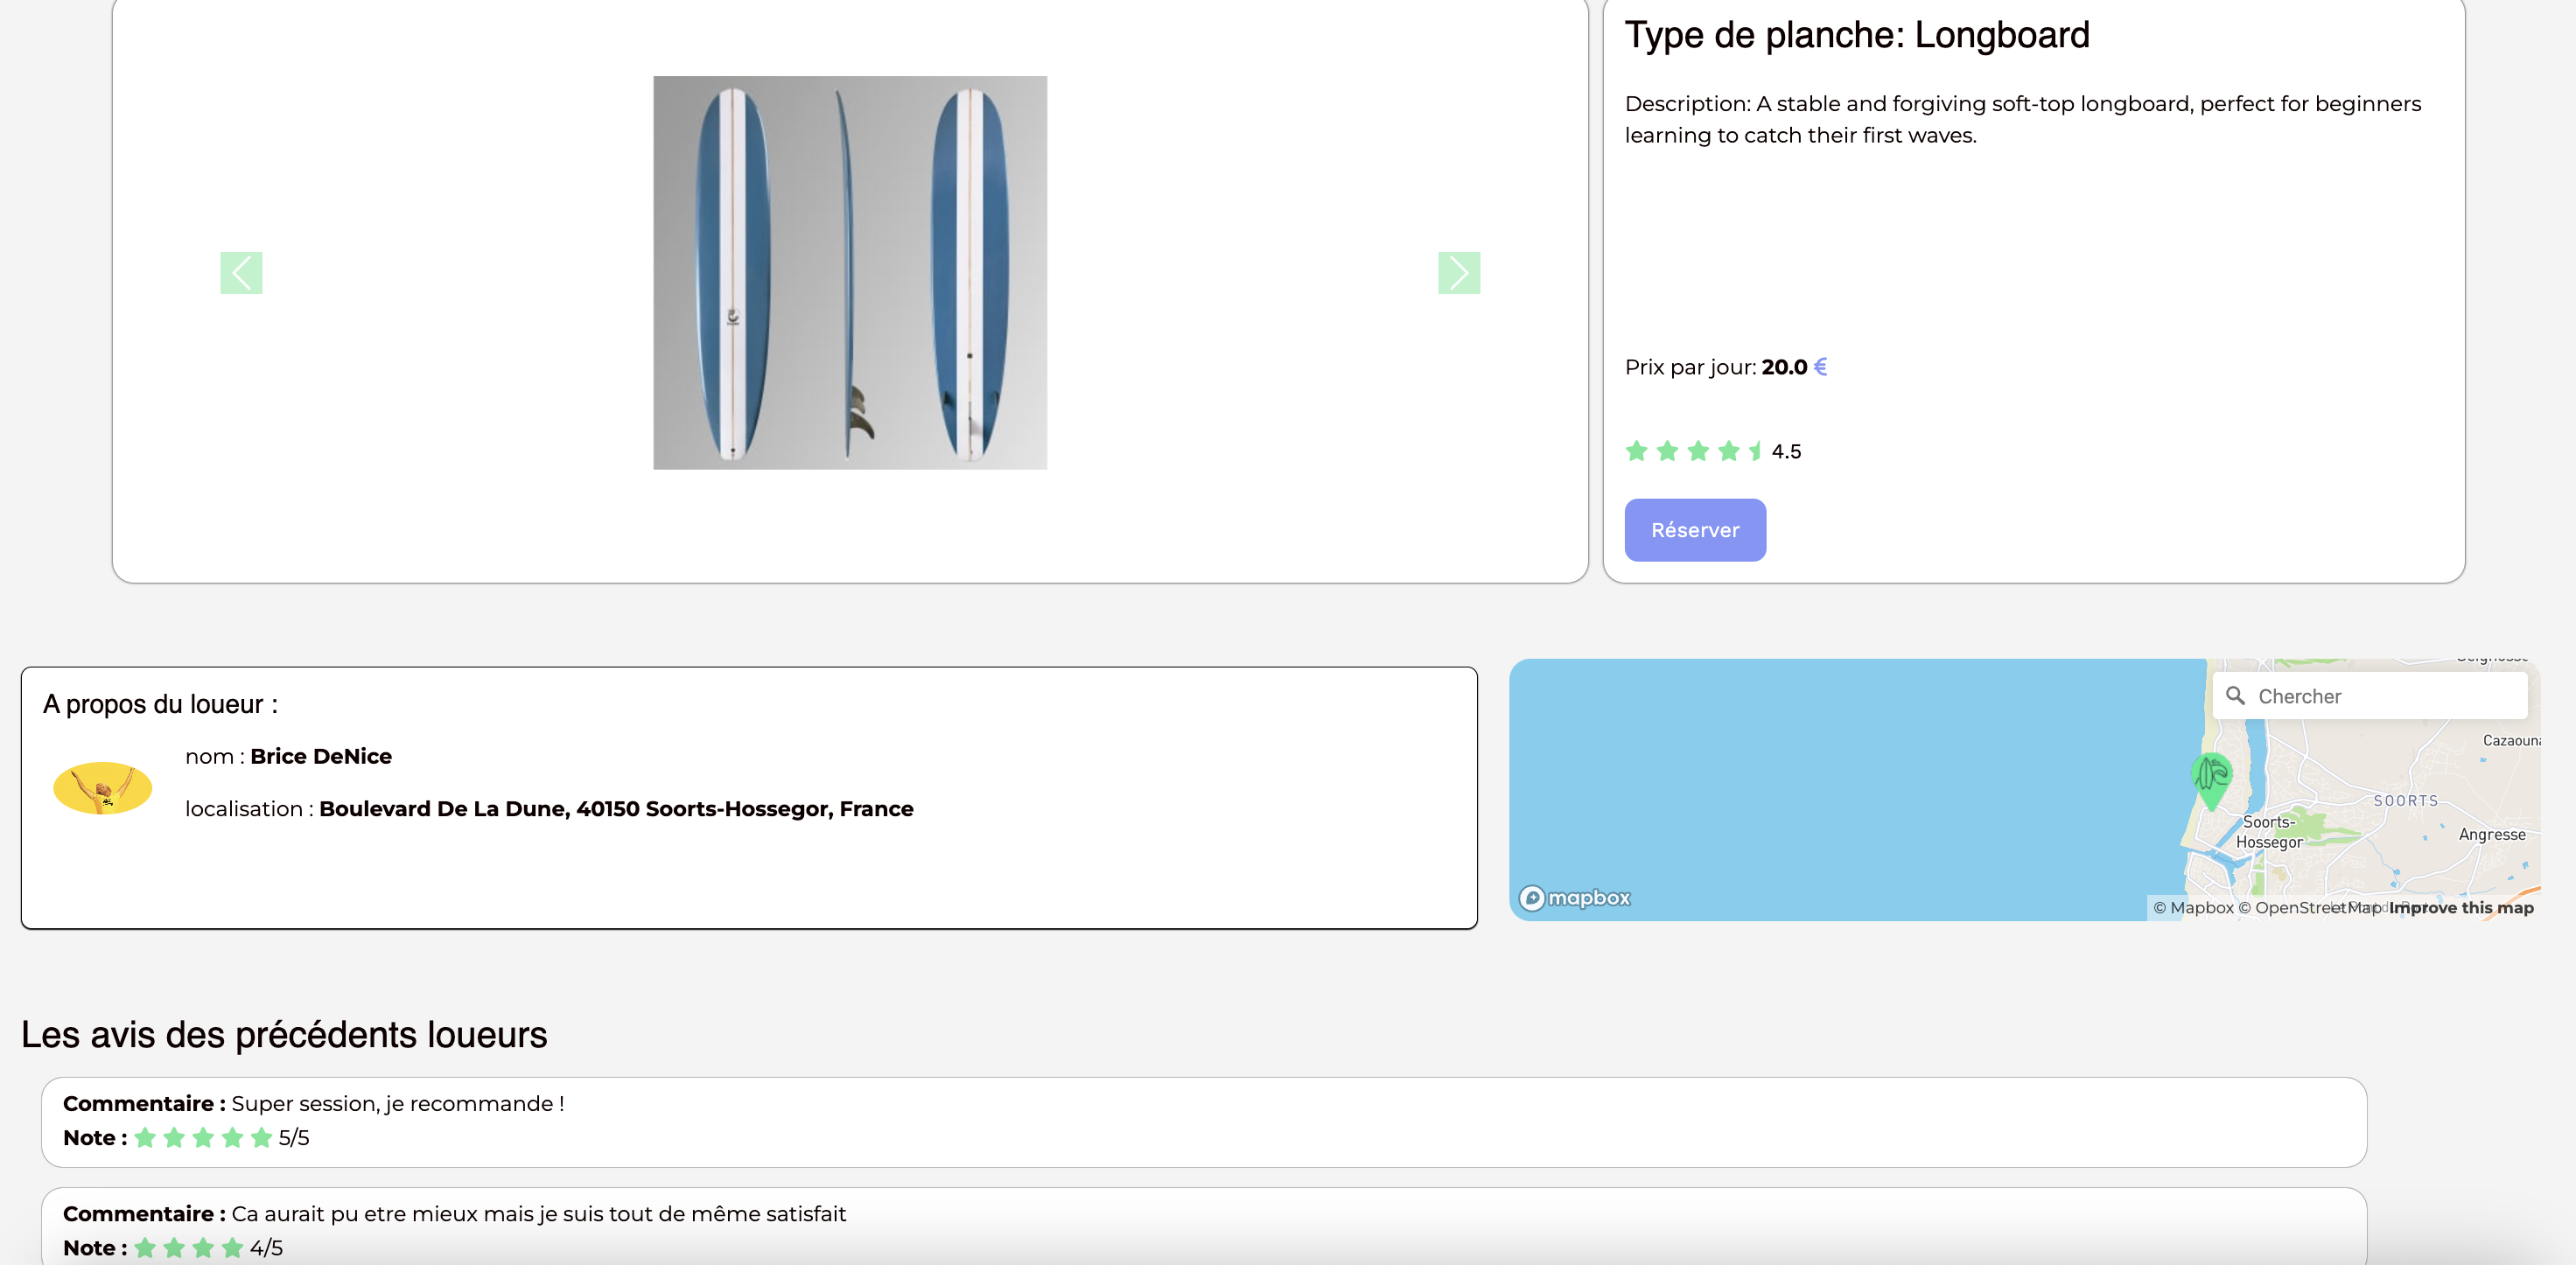 Type de planche: Longboard
Description: A stable and forgiving soft-top longboard, perfect for beginners
learning to catch their first waves.
Prix par jour: 20.0 €
4.5
Réserver
A propos du loueur :
nom : Brice DeNice
localisation : Boulevard De La Dune, 40150 Soorts-Hossegor, France
Chercher
Cazaouna
SOORTS
Soorts-
Hossegor
Angresse
mapbox
© Mapbox © OpenStreetMap Improve this map
Les avis des précédents loueurs
Commentaire : Super session, je recommande !
Note : 5/5
Commentaire : Ca aurait pu etre mieux mais je suis tout de même satisfait
Note : 4/5